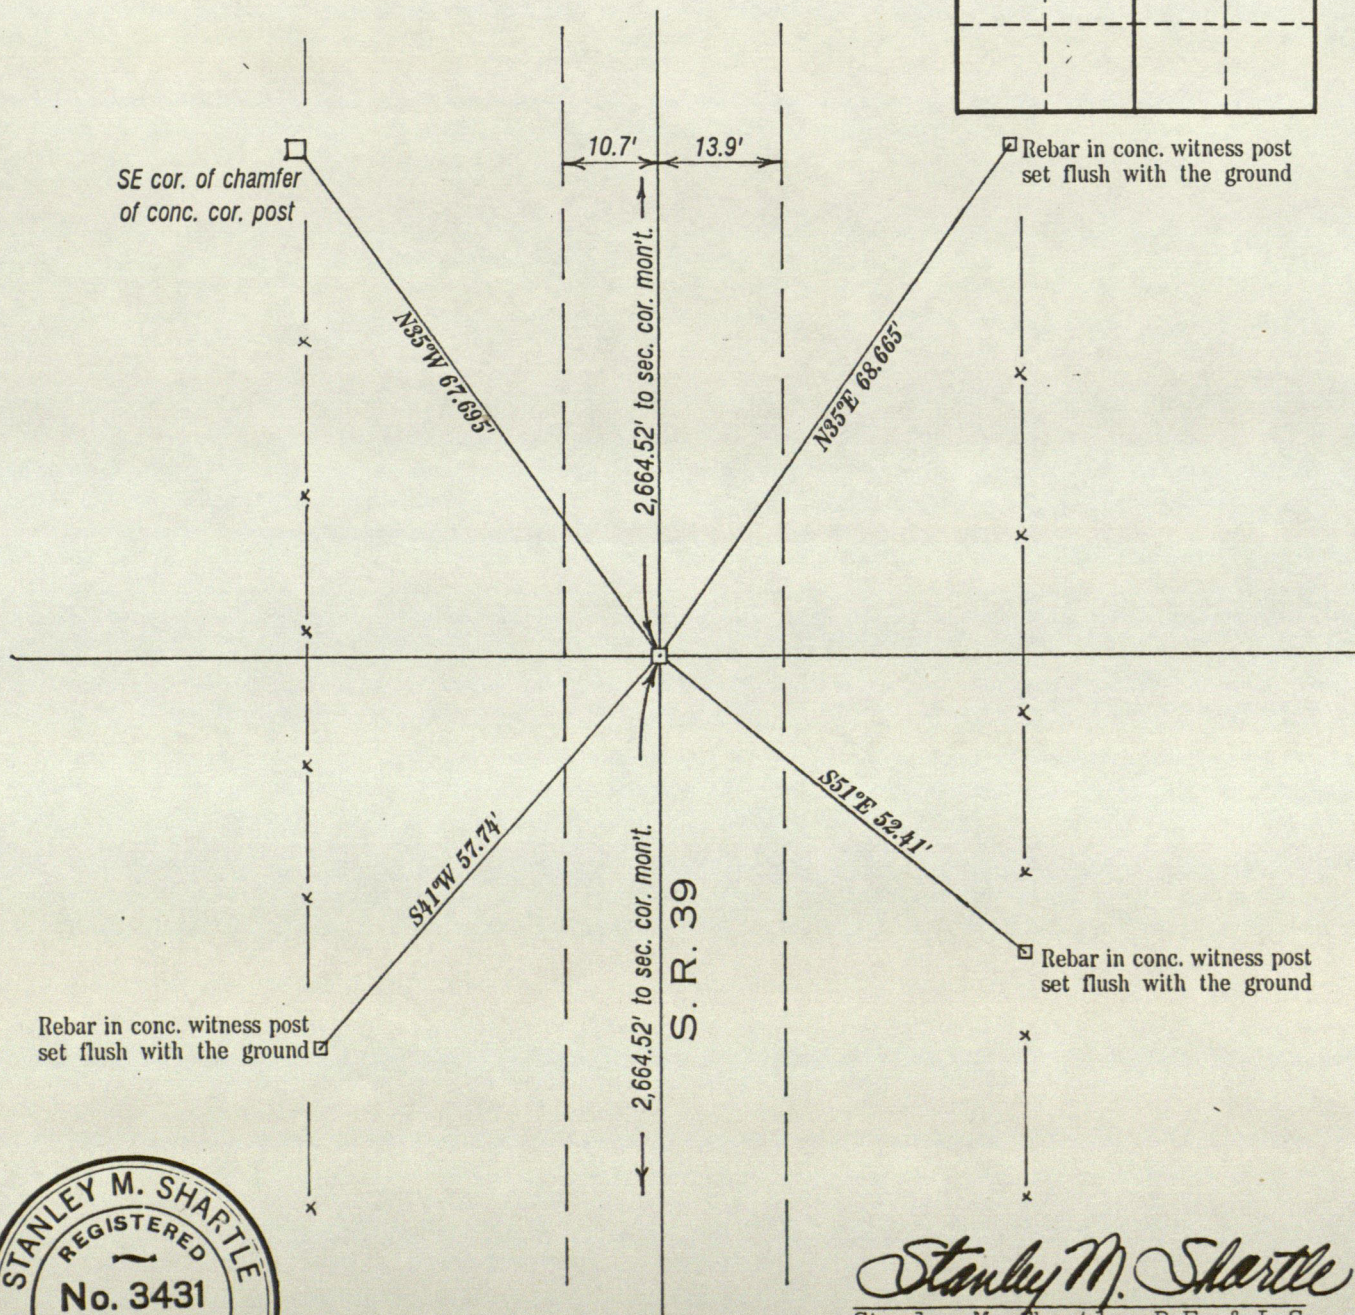 10.7' 13.9'
SE cor. of chamfer
of conc. cor. post
Rebar in conc. witness post
set flush with the ground
2,664.52' to sec. cor. mon't.
N35°W 67.695'
N35°E 68.665'
S41°W 57.74'
S51°E 52.41'
2,664.52' to sec. cor. mon't.
S. R. 39
Rebar in conc. witness post
set flush with the ground
Rebar in conc. witness post
set flush with the ground
STANLEY M. SHARTLE
REGISTERED
No. 3431
Stanley M. Shartle
Stanley M. Shartle